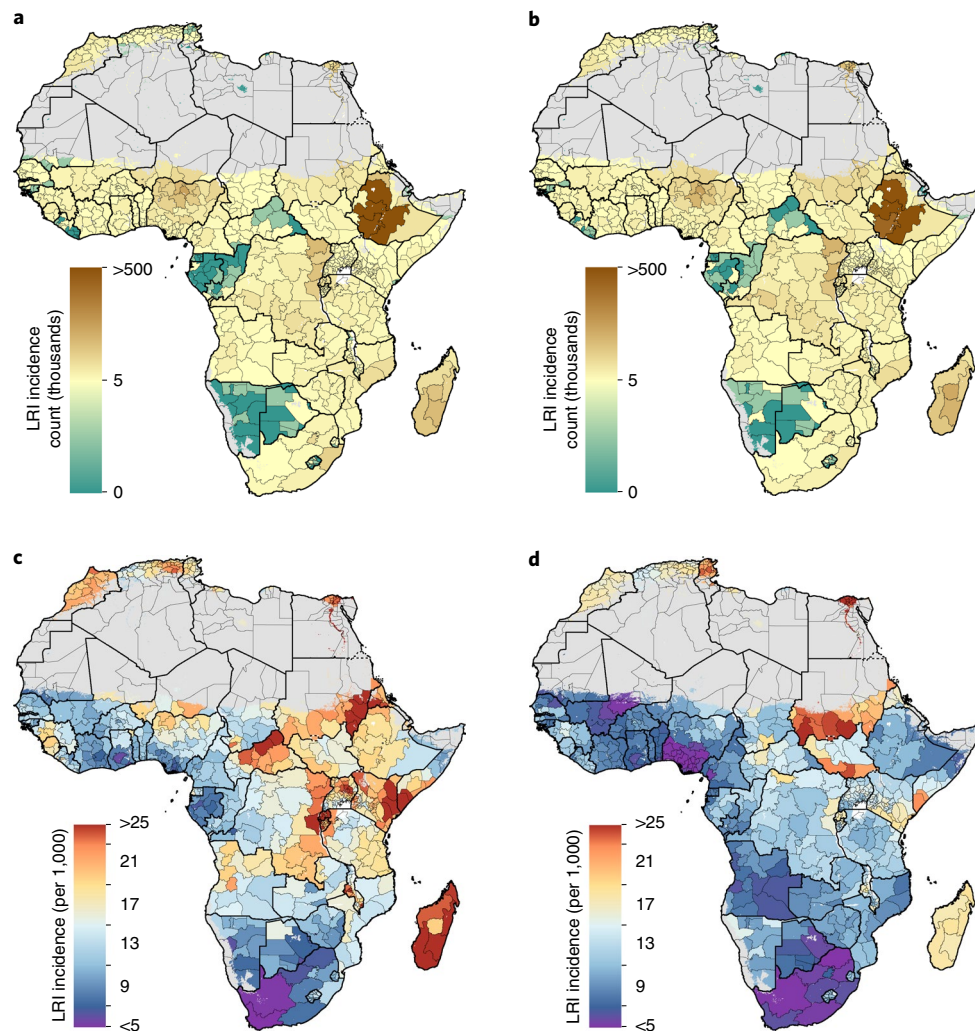 a
b
>500
5
0
LRI incidence
count (thousands)
>500
5
0
LRI incidence
count (thousands)
c
d
>25
21
17
13
9
<5
LRI incidence (per 1,000)
>25
21
17
13
9
<5
LRI incidence (per 1,000)